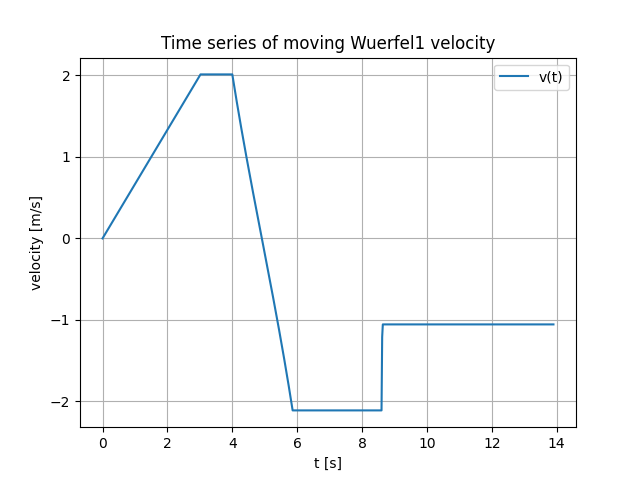 Time series of moving Wuerfel1 velocity
v(t)
velocity [m/s]
2
1
0
−1
−2
0 2 4 6 8 10 12 14
t [s]